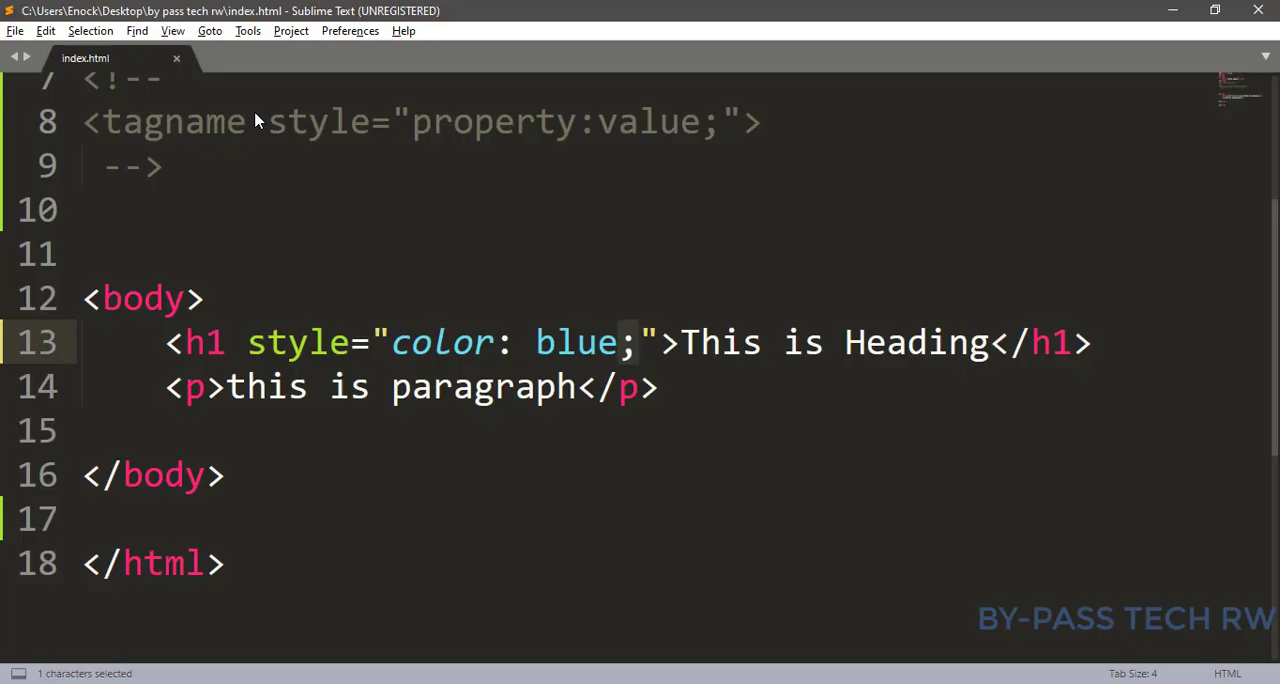 C:\Users\Enock\Desktop\by pass tech rw\index.html - Sublime Text (UNREGISTERED)
File Edit Selection Find View Goto Tools Project Preferences Help
index.html
7 <!--
8 <tagname style="property:value;">
9 -->
10
11
12 <body>
13 <h1 style="color: blue;">This is Heading</h1>
14 <p>this is paragraph</p>
15
16 </body>
17
18 </html>
BY-PASS TECH RW
1 characters selected Tab Size: 4 HTML